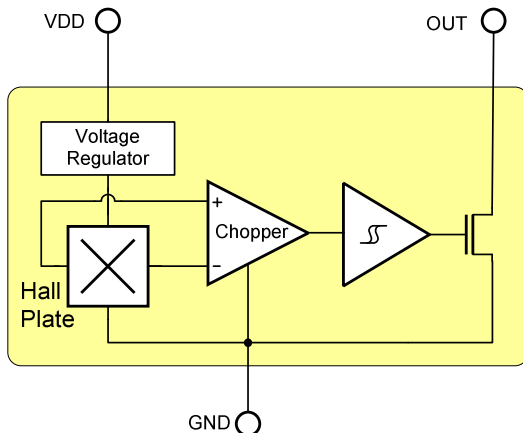 VDD
OUT
Voltage
Regulator
+
Chopper
−
Hall
Plate
GND